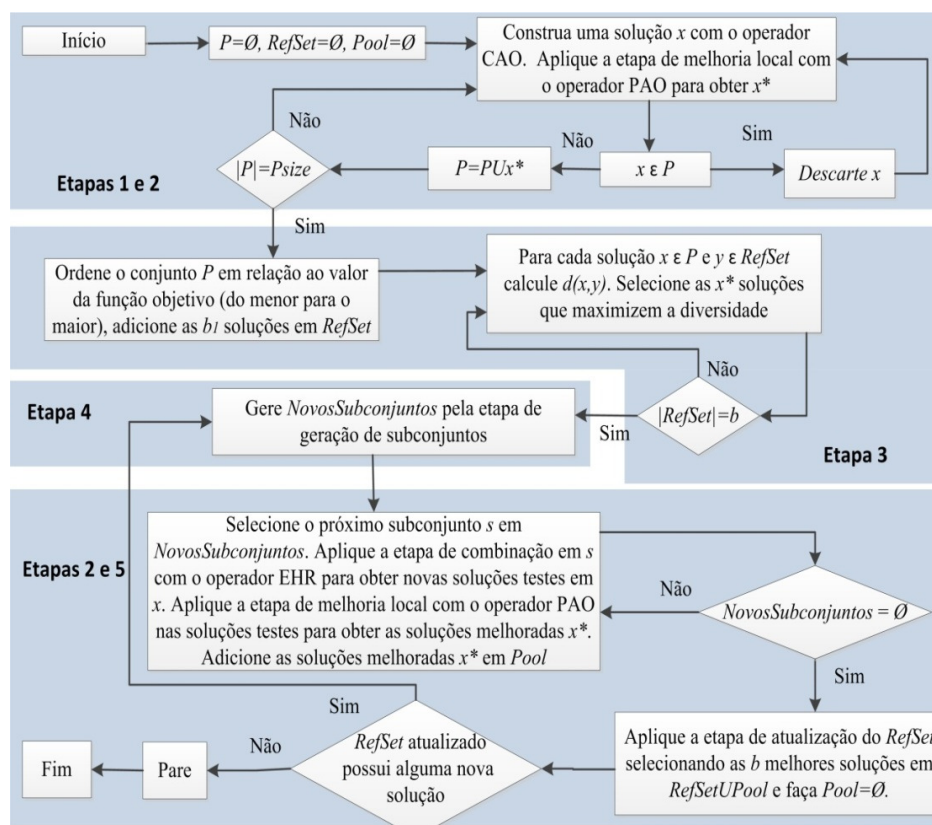 Início
P=Ø, RefSet=Ø, Pool=Ø
Construa uma solução x com o operador
CAO. Aplique a etapa de melhoria local com
o operador PAO para obter x*
Não
Não
Sim
|P|=Psize
P=PUx*
x ε P
Descarte x
Etapas 1 e 2
Sim
Ordene o conjunto P em relação ao valor
da função objetivo (do menor para o
maior), adicione as b1 soluções em RefSet
Para cada solução x ε P e y ε RefSet
calcule d(x,y). Selecione as x* soluções
que maximizem a diversidade
Não
Etapa 4
Gere NovosSubconjuntos pela etapa de
geração de subconjuntos
Sim
|RefSet|=b
Etapa 3
Selecione o próximo subconjunto s em
NovosSubconjuntos. Aplique a etapa de combinação em s
com o operador EHR para obter novas soluções testes em
x. Aplique a etapa de melhoria local com o operador PAO
nas soluções testes para obter as soluções melhoradas x*.
Adicione as soluções melhoradas x* em Pool
Etapas 2 e 5
Não
NovosSubconjuntos = Ø
Sim
Sim
Fim
Pare
Não
RefSet atualizado
possui alguma nova
solução
Aplique a etapa de atualização do RefSet
selecionando as b melhores soluções em
RefSetUPool e faça Pool=Ø.